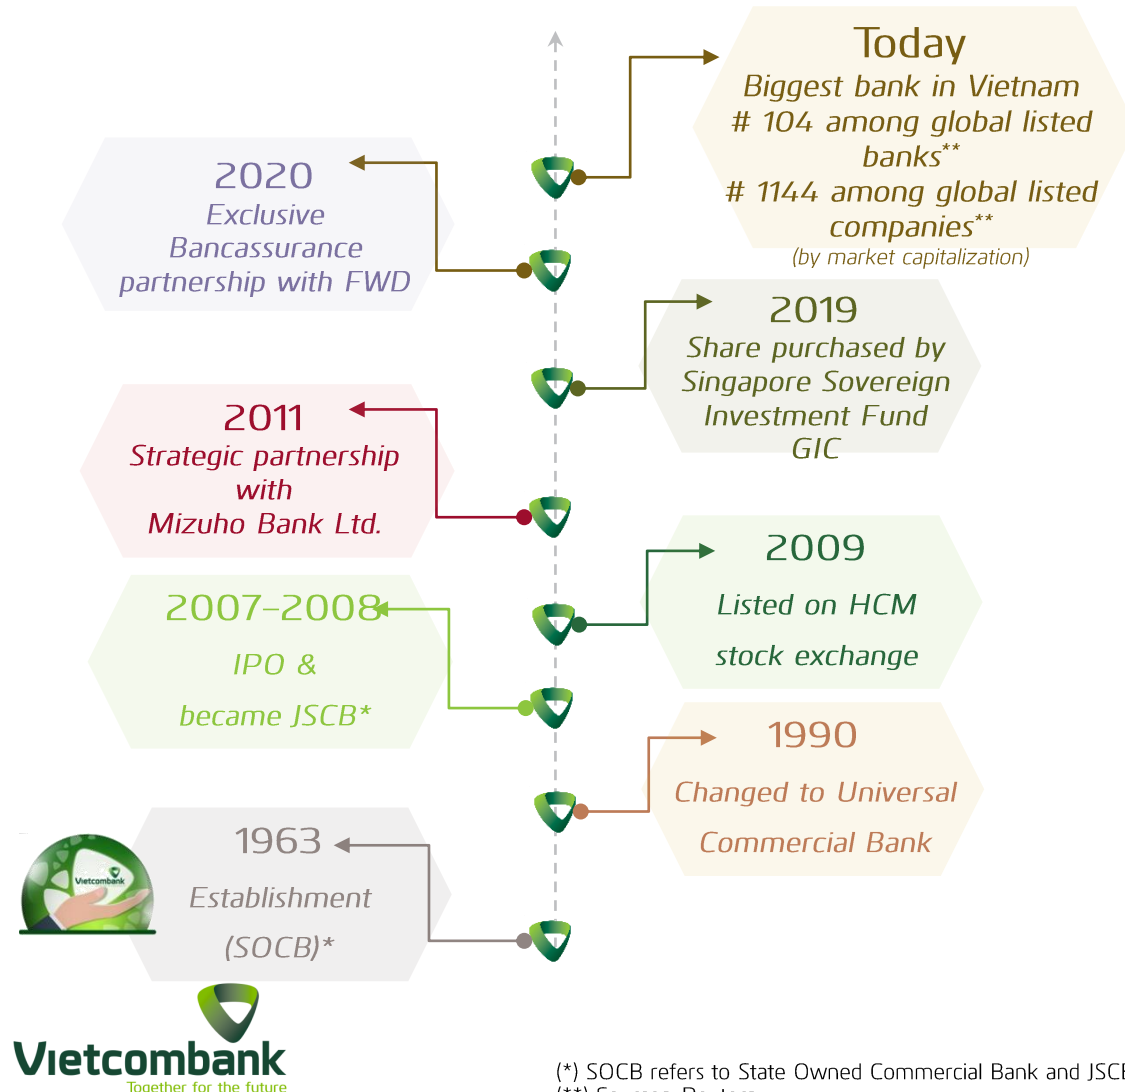 Today
Biggest bank in Vietnam
# 104 among global listed
banks**
# 1144 among global listed
companies**
(by market capitalization)
2020
Exclusive
Bancassurance
partnership with FWD
2019
Share purchased by
Singapore Sovereign
Investment Fund
GIC
2011
Strategic partnership
with
Mizuho Bank Ltd.
2009
Listed on HCM
stock exchange
2007-2008
IPO &
became JSCB*
1990
Changed to Universal
Commercial Bank
1963
Establishment
(SOCB)*
Vietcombank
Vietcombank
Together for the future
(*) SOCB refers to State Owned Commercial Bank and JSCB
(**) Source: Reuters